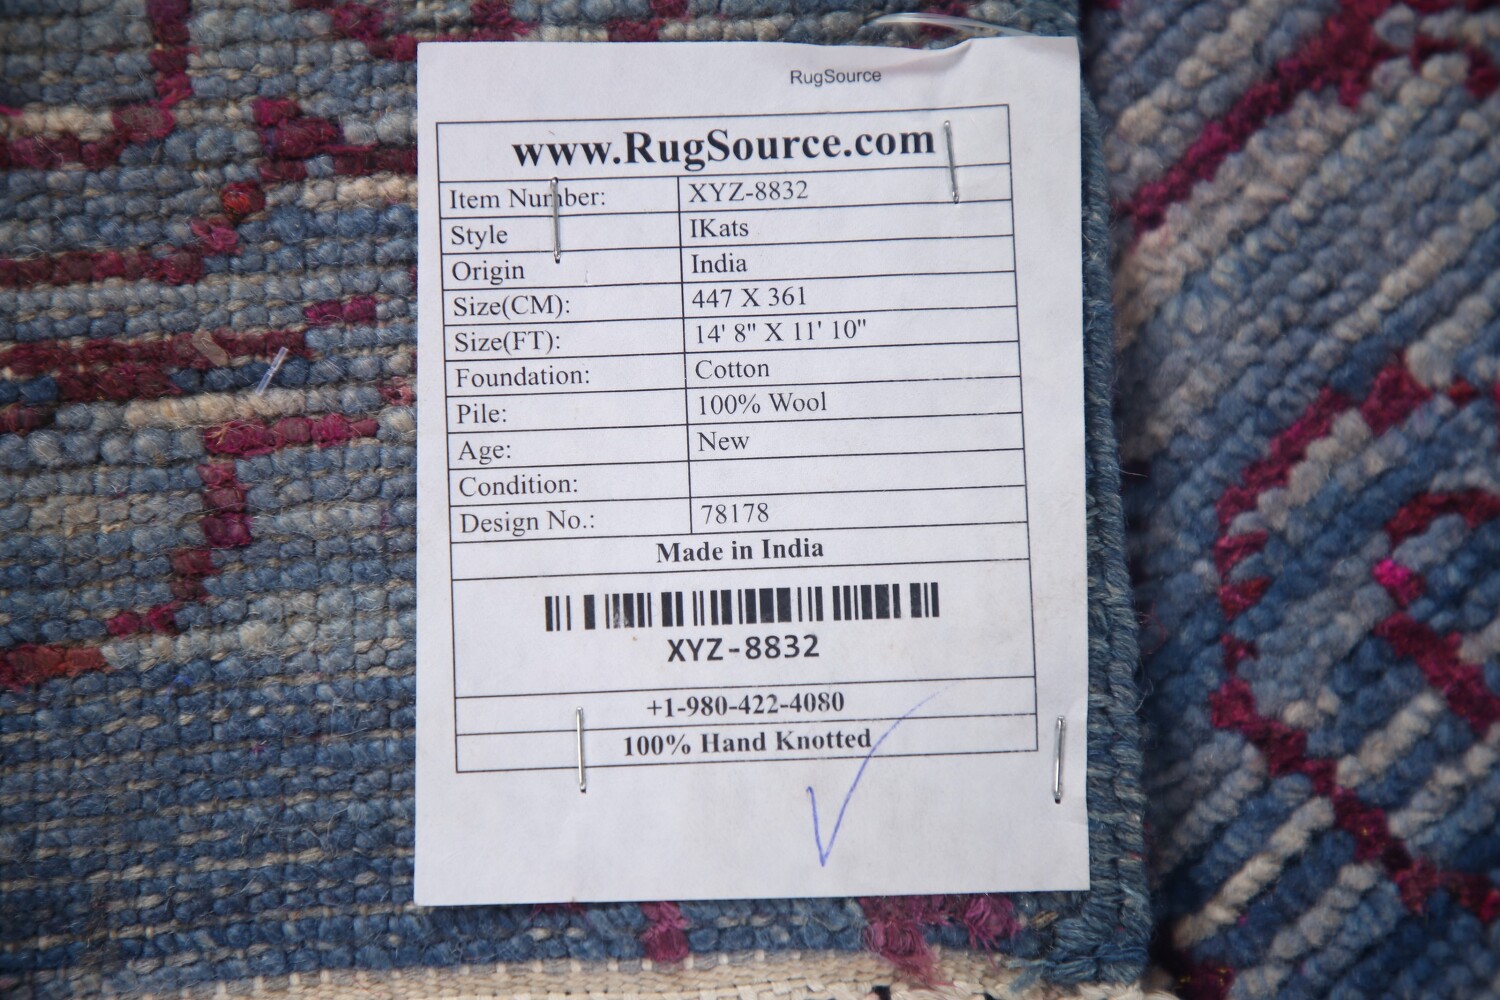 RugSource
www.RugSource.com
Item Number: XYZ-8832
Style IKats
Origin India
Size(CM): 447 X 361
Size(FT): 14' 8" X 11' 10"
Foundation: Cotton
Pile: 100% Wool
Age: New
Condition:
Design No.: 78178
Made in India
XYZ-8832
+1-980-422-4080
100% Hand Knotted